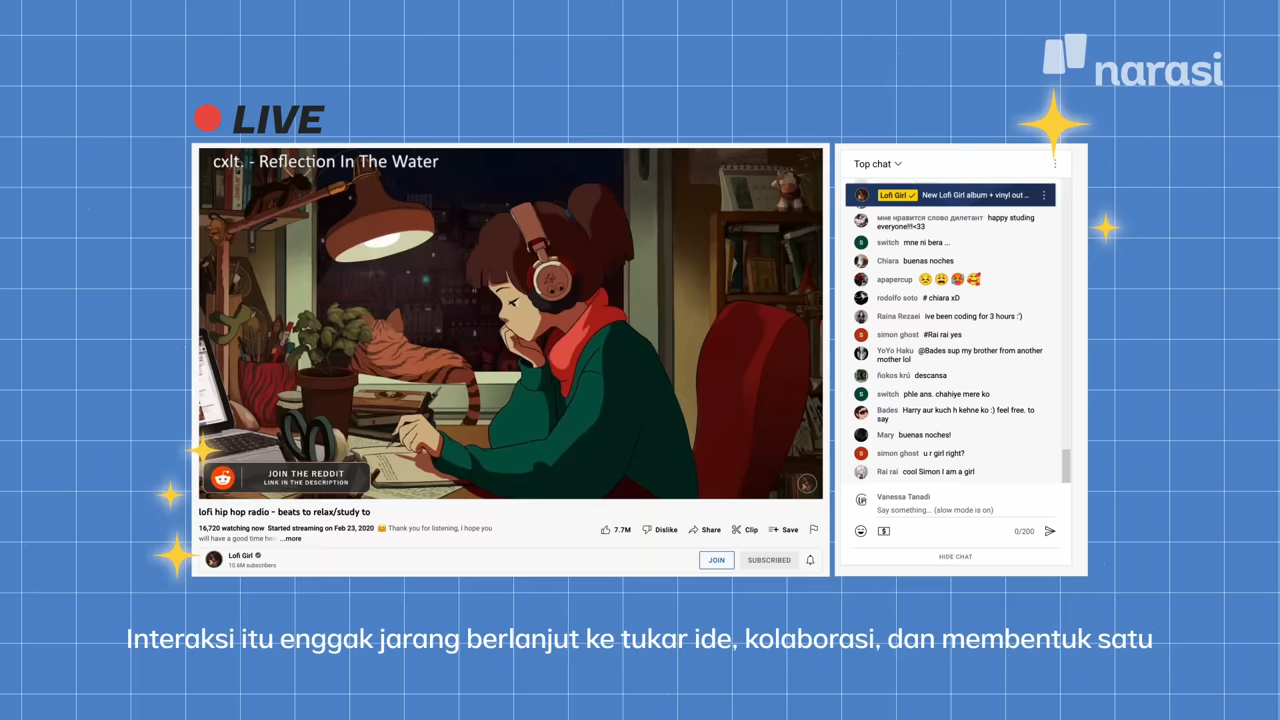 narasi
LIVE
cxlt. - Reflection In The Water
JOIN THE REDDIT
LINK IN THE DESCRIPTION
lofi hip hop radio - beats to relax/study to
16,720 watching now Started streaming on Feb 23, 2020 😊 Thank you for listening, I hope you
will have a good time ...more
7.7M Dislike Share Clip Save
Lofi Girl
10.6M subscribers
JOIN SUBSCRIBED
Top chat
Lofi Girl New Lofi Girl album + vinyl out ...
мне нравится слово дилетант happy studing
everyone!!!<33
switch mne ni bera ...
Chiara buenas noches
apapercup 😣😩🥵🥰
rodolfo soto # chiara xD
Raina Rezaei ive been coding for 3 hours :')
simon ghost #Rai rai yes
YoYo Haku @Bades sup my brother from another
mother lol
ñokos krú descansa
switch phle ans. chahiye mere ko
Bades Harry aur kuch h kehne ko :) feel free. to
say
Mary buenas noches!
simon ghost u r girl right?
Rai rai cool Simon I am a girl
Vanessa Tanadi
Say something... (slow mode is on)
0/200
HIDE CHAT
Interaksi itu enggak jarang berlanjut ke tukar ide, kolaborasi, dan membentuk satu